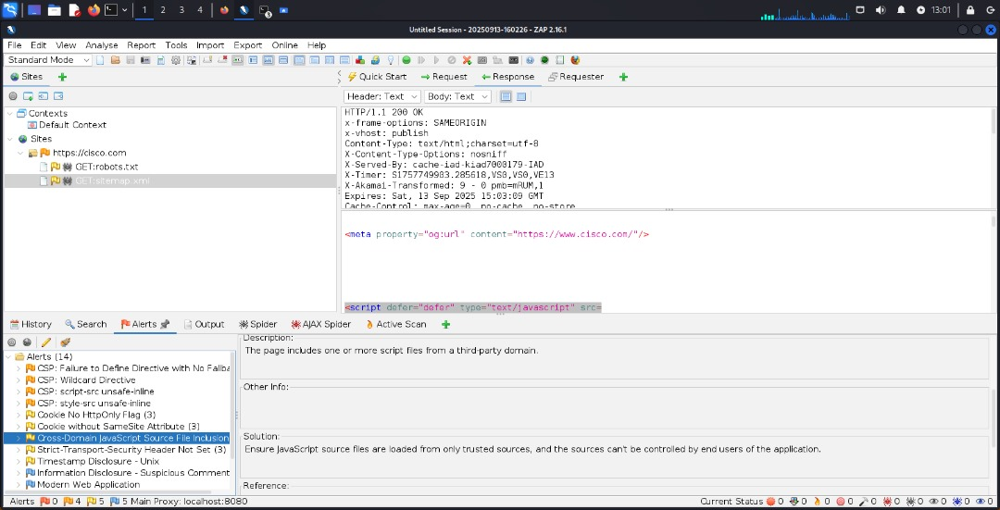 1 2 3 4 13:01
Untitled Session - 20250913-160226 - ZAP 2.16.1
File Edit View Analyse Report Tools Import Export Online Help
Standard Mode
Sites
Quick Start Request Response Requester
Header: Text Body: Text
Contexts
Default Context
Sites
https://cisco.com
GET:robots.txt
GET:sitemap.xml
HTTP/1.1 200 OK
x-frame-options: SAMEORIGIN
x-vhost: publish
Content-Type: text/html;charset=utf-8
X-Content-Type-Options: nosniff
X-Served-By: cache-iad-kiad7000179-IAD
X-Timer: S1757749903.285618,VS0,VS0,VE13
X-Akamai-Transformed: 9 - 0 pmb=mRUM,1
Expires: Sat, 13 Sep 2025 15:03:09 GMT
Cache-Control: max-age=0, no-cache, no-store
<meta property="og:url" content="https://www.cisco.com/"/>
<script defer="defer" type="text/javascript" src=
History Search Alerts Output Spider AJAX Spider Active Scan
Alerts (14)
CSP: Failure to Define Directive with No Fallba
CSP: Wildcard Directive
CSP: script-src unsafe-inline
CSP: style-src unsafe-inline
Cookie No HttpOnly Flag (3)
Cookie without SameSite Attribute (3)
Cross-Domain JavaScript Source File Inclusion
Strict-Transport-Security Header Not Set (3)
Timestamp Disclosure - Unix
Information Disclosure - Suspicious Comment
Modern Web Application
Description:
The page includes one or more script files from a third-party domain.
Other Info:
Solution:
Ensure JavaScript source files are loaded from only trusted sources, and the sources can't be controlled by end users of the application.
Reference:
Alerts 0 4 5 5 Main Proxy: localhost:8080 Current Status 0 0 0 0 0 0 0 0 0 0